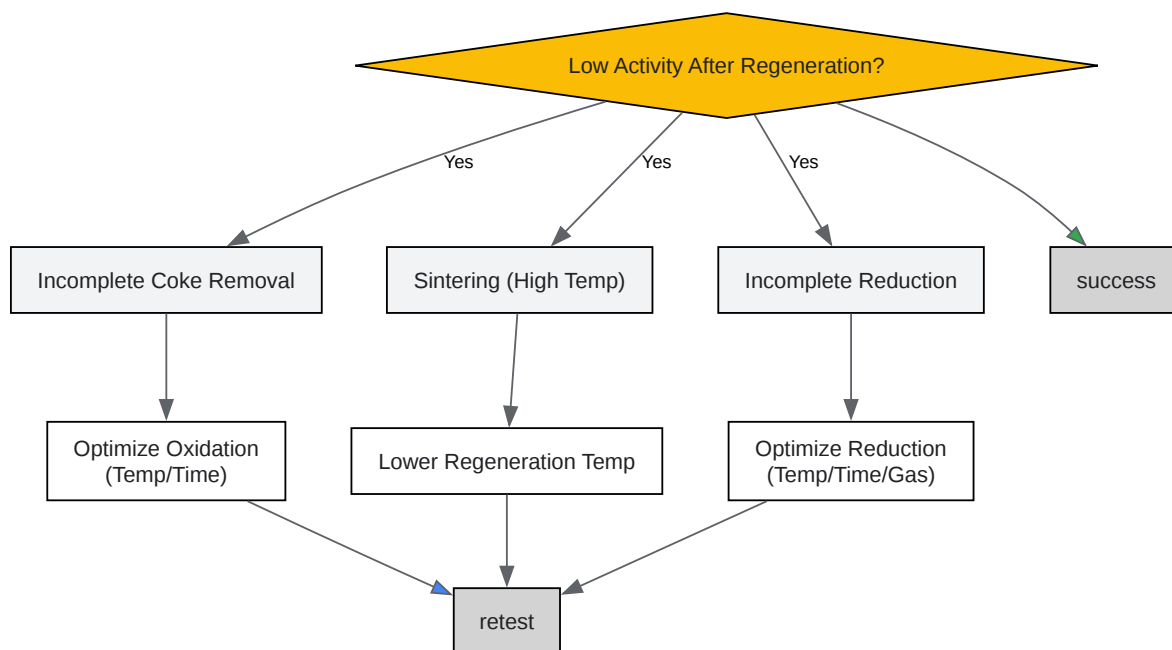 Low Activity After Regeneration?
Yes
Yes
Yes
Incomplete Coke Removal
Sintering (High Temp)
Incomplete Reduction
success
Optimize Oxidation
(Temp/Time)
Lower Regeneration Temp
Optimize Reduction
(Temp/Time/Gas)
retest